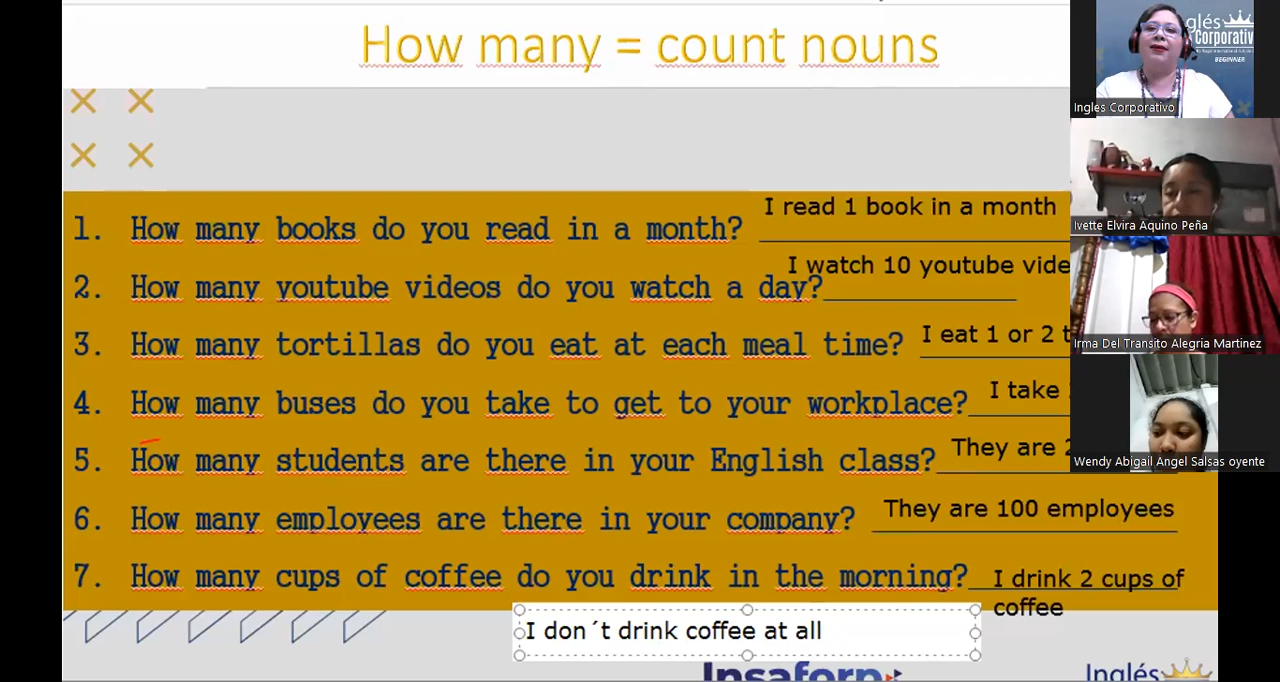 How many = count nouns
1. How many books do you read in a month? I read 1 book in a month
2. How many youtube videos do you watch a day? I watch 10 youtube
3. How many tortillas do you eat at each meal time? I eat 1 or 2
4. How many buses do you take to get to your workplace? I take
5. How many students are there in your English class? They are
6. How many employees are there in your company? They are 100 employees
7. How many cups of coffee do you drink in the morning? I drink 2 cups of
coffee
I don´t drink coffee at all
Insaforp
Inglés
glés
Corporativ
BEGINNER
Ingles Corporativo
Ivette Elvira Aquino Peña
Irma Del Transito Alegria Martinez
Wendy Abigail Angel Salsas oyente